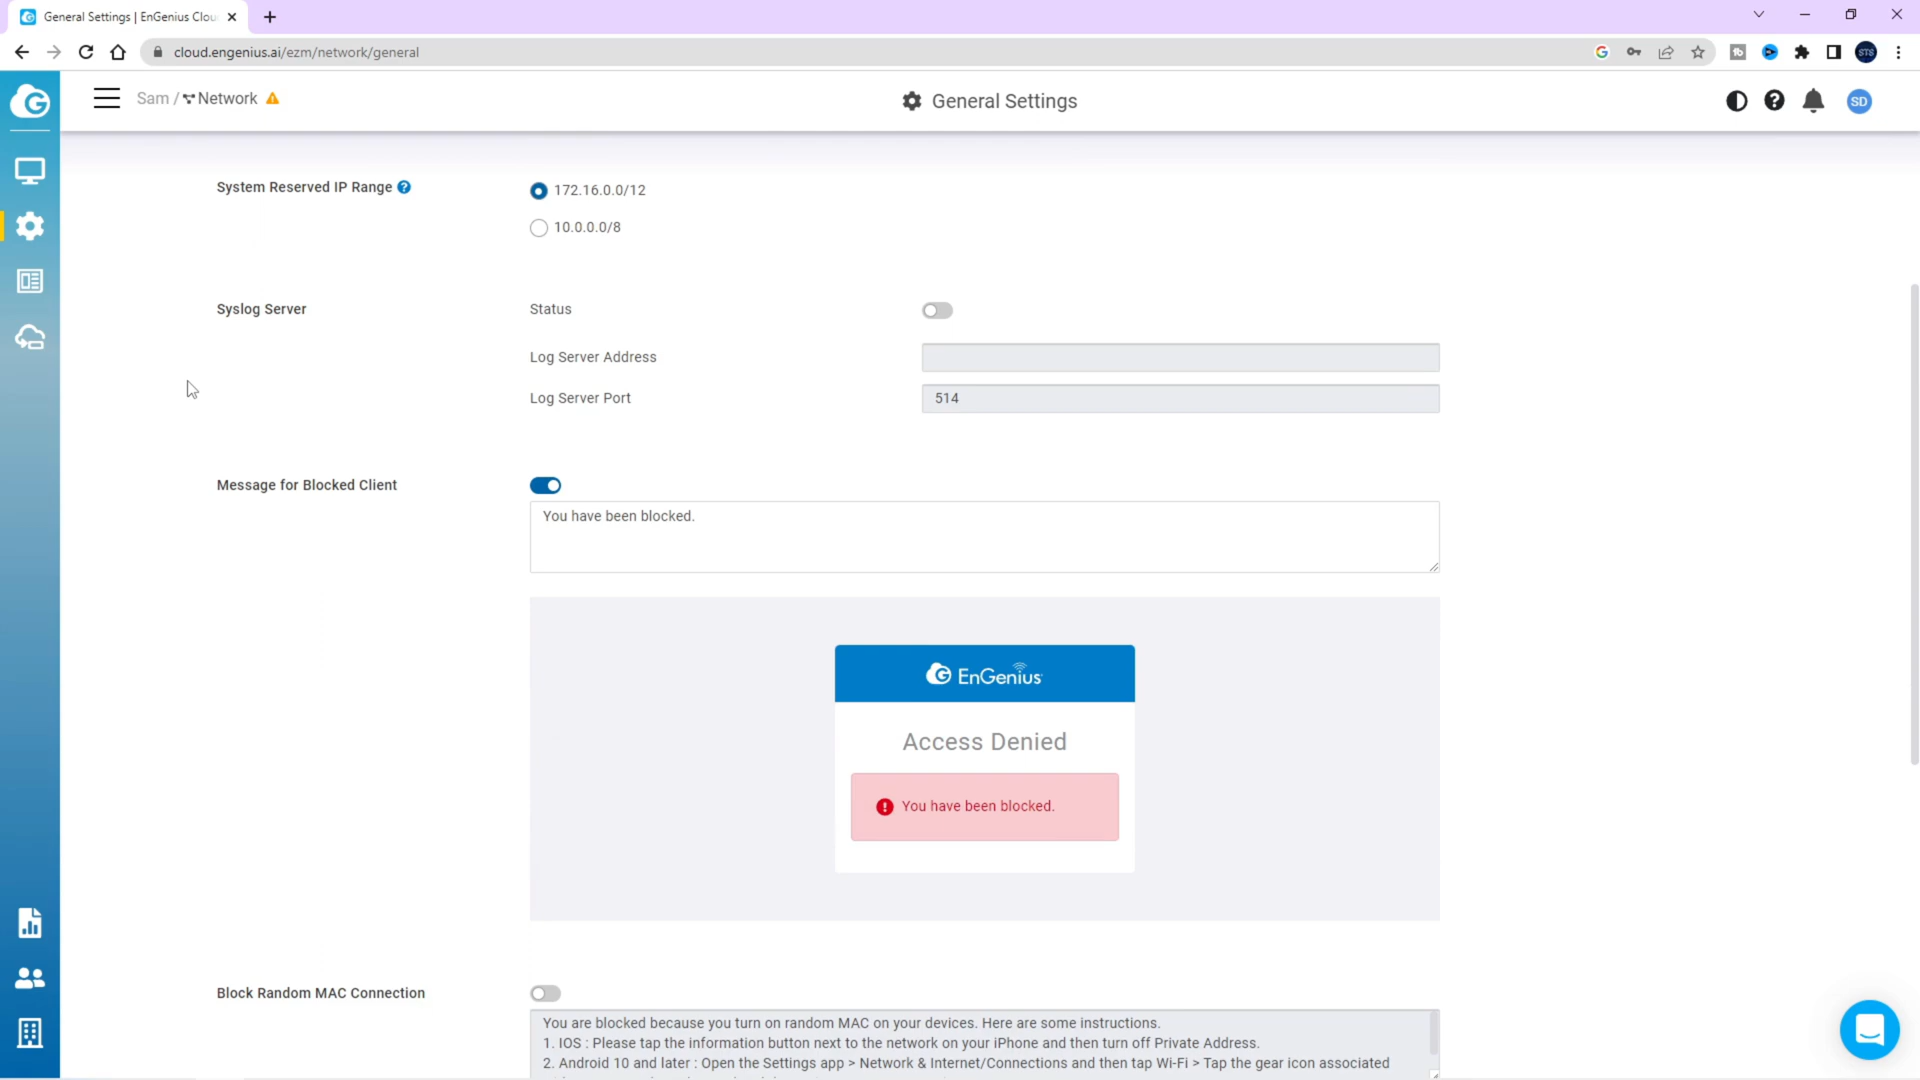 General Settings | EnGenius Clou
cloud.engenius.ai/ezm/network/general
STS
Sam / Network
General Settings
SD
System Reserved IP Range
172.16.0.0/12
10.0.0.0/8
Syslog Server
Status
Log Server Address
Log Server Port
514
Message for Blocked Client
You have been blocked.
EnGenius
Access Denied
You have been blocked.
Block Random MAC Connection
You are blocked because you turn on random MAC on your devices. Here are some instructions.
1. IOS : Please tap the information button next to the network on your iPhone and then turn off Private Address.
2. Android 10 and later : Open the Settings app > Network & Internet/Connections and then tap Wi-Fi > Tap the gear icon associated